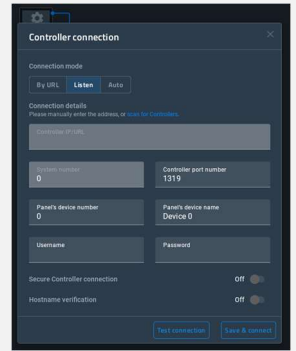 Controller connection
Connection mode
By URL Listen Auto
Connection details
Please manually enter the address, or scan for Controllers
Controller IP/URL
System number
0
Controller port number
1319
Panel's device number
0
Panel's device name
Device 0
Username
Password
Secure Controller connection Off
Hostname verification Off
Test connection Save & connect